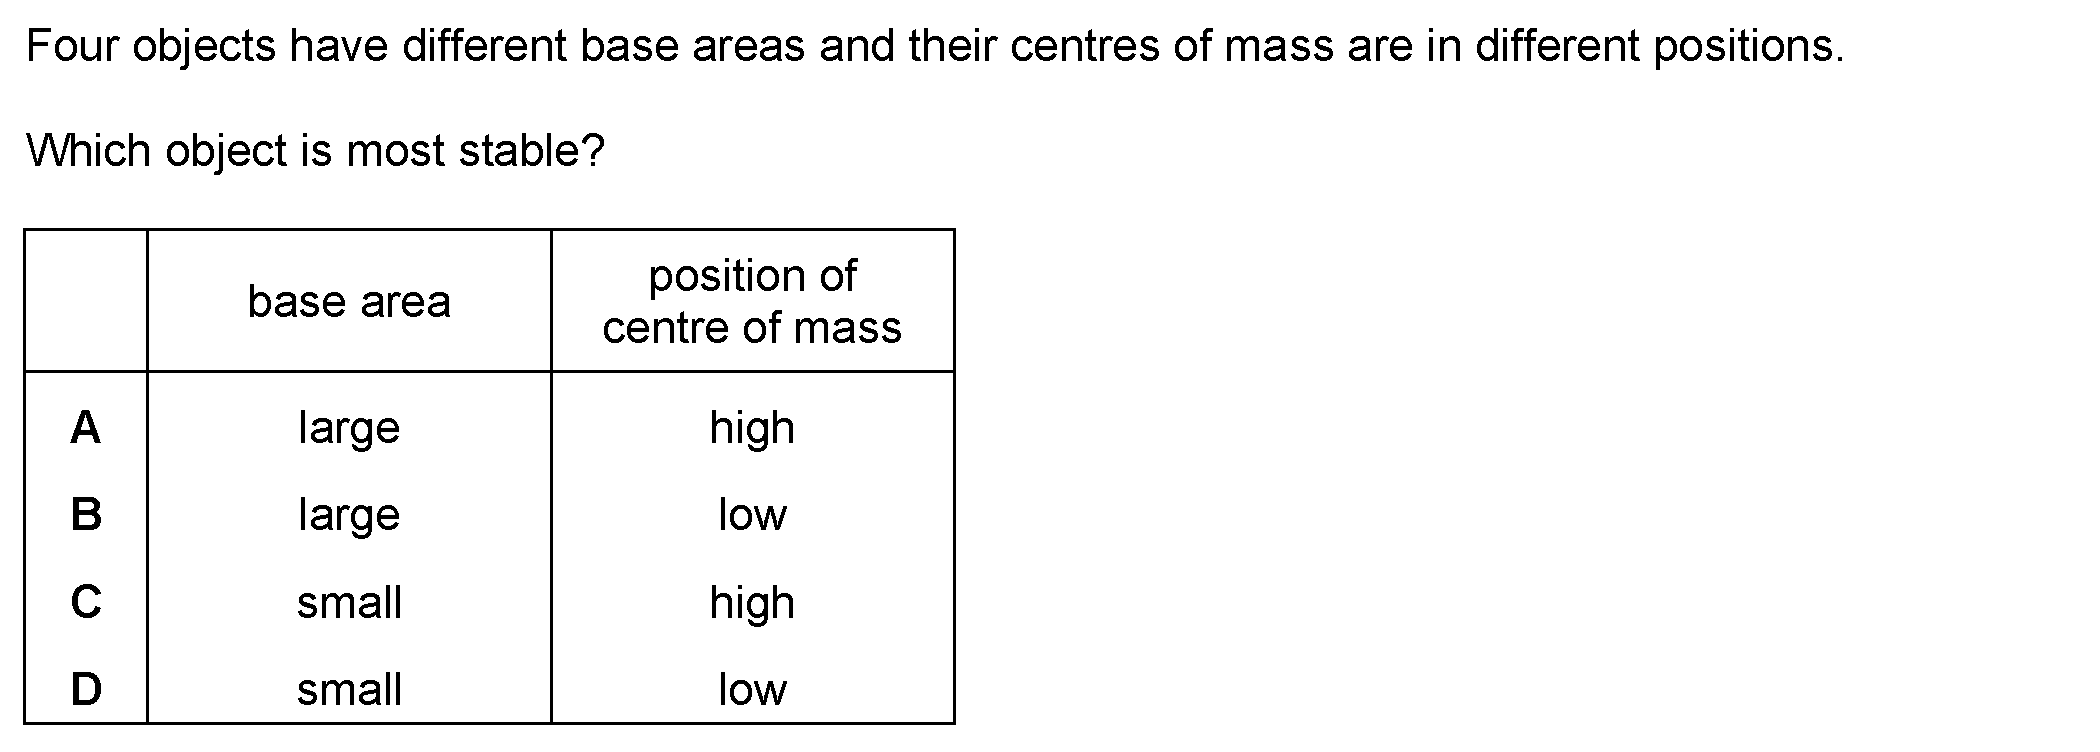 Four objects have different base areas and their centres of mass are in different positions.
Which object is most stable?
base area
position of
centre of mass
A large high
B large low
C small high
D small low